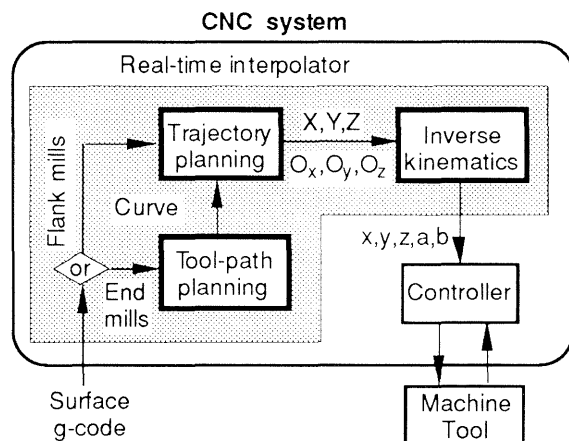 CNC system
Real-time interpolator
Flank mills
Trajectory
planning
X,Y,Z
Ox,Oy,Oz
Inverse
kinematics
Curve
x,y,z,a,b
or
End
mills
Tool-path
planning
Controller
Surface
g-code
Machine
Tool